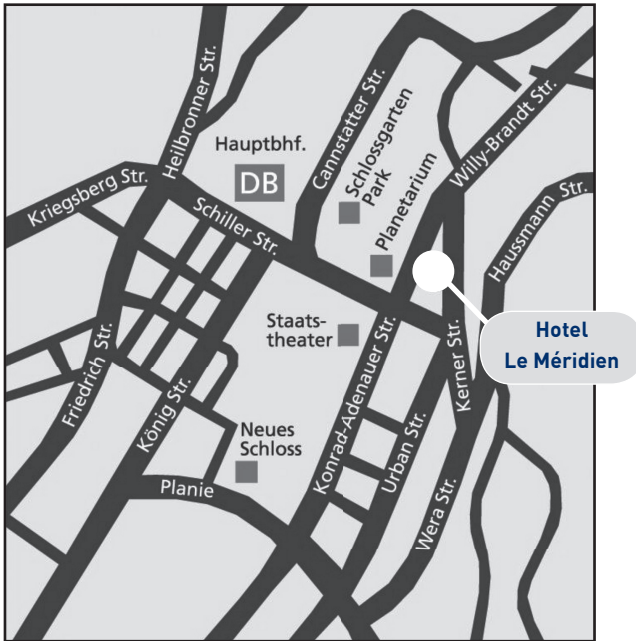 Heilbronner Str.
Cannstatter Str.
Willy-Brandt Str.
Hauptbhf.
DB
Schlossgarten
Park
Planetarium
Kriegsberg Str.
Schiller Str.
Haussmann Str.
Staats-
theater
Hotel
Le Méridien
Friedrich Str.
König Str.
Konrad-Adenauer Str.
Kerner Str.
Neues
Schloss
Urban Str.
Planie
Wera Str.